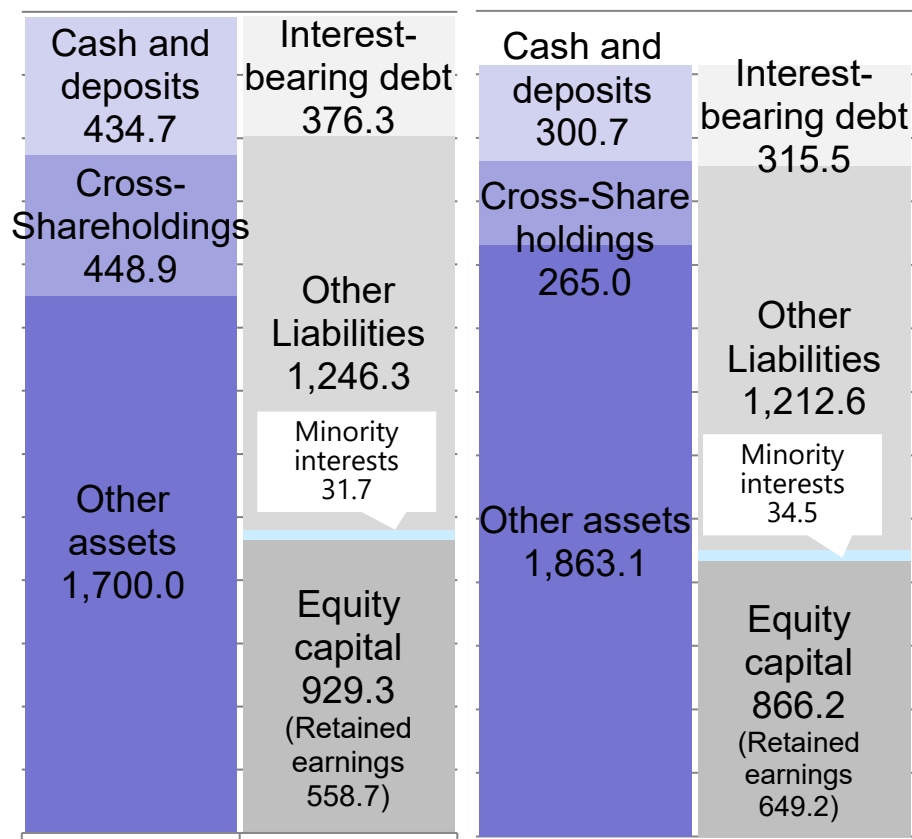 Cash and
deposits
434.7
Cross-
Shareholdings
448.9
Other
assets
1,700.0
Interest-
bearing debt
376.3
Other
Liabilities
1,246.3
Minority
interests
31.7
Equity
capital
929.3
(Retained
earnings
558.7)
Cash and
deposits
300.7
Cross-Share
holdings
265.0
Other assets
1,863.1
Interest-
bearing debt
315.5
Other
Liabilities
1,212.6
Minority
interests
34.5
Equity
capital
866.2
(Retained
earnings
649.2)